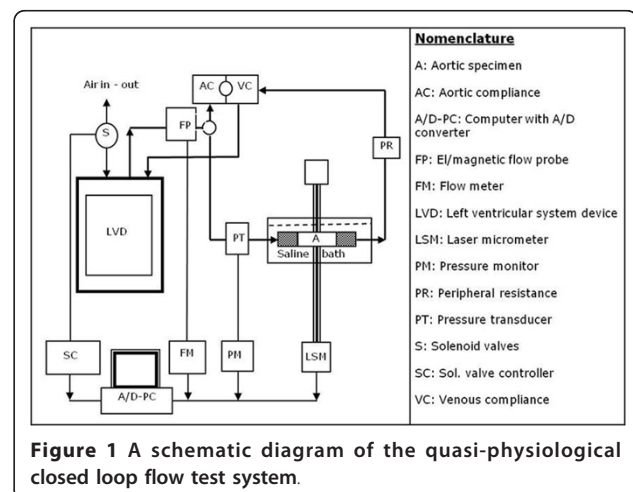 Air in - out
S
FP
AC
VC
PR
LVD
PT
A
Saline bath
SC
FM
PM
LSM
A/D-PC
Nomenclature
A: Aortic specimen
AC: Aortic compliance
A/D-PC: Computer with A/D
converter
FP: El/magnetic flow probe
FM: Flow meter
LVD: Left ventricular system device
LSM: Laser micrometer
PM: Pressure monitor
PR: Peripheral resistance
PT: Pressure transducer
S: Solenoid valves
SC: Sol. valve controller
VC: Venous compliance
Figure 1 A schematic diagram of the quasi-physiological
closed loop flow test system.